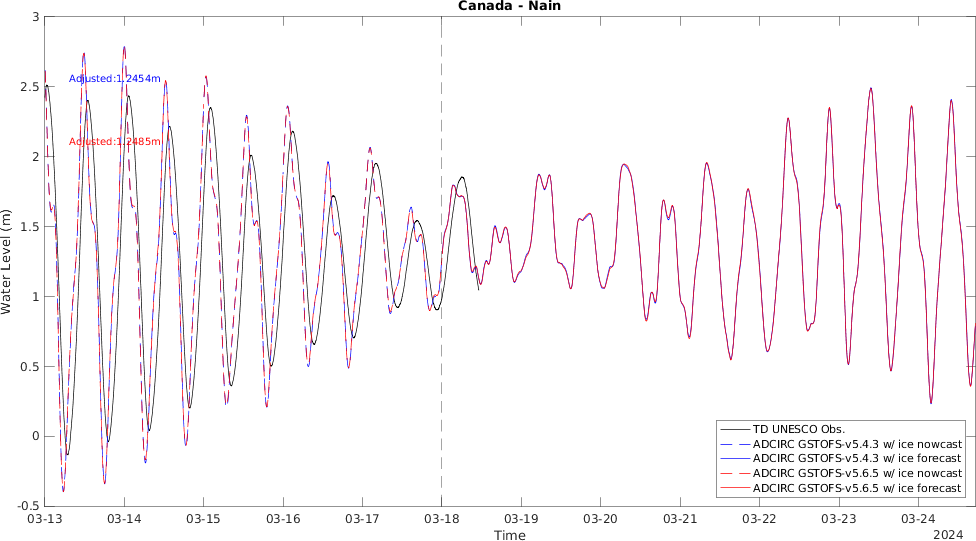 Canada - Nain
3
2.5
2
1.5
1
0.5
0
-0.5
Water Level (m)
Adjusted:1.2454m
Adjusted:1.2485m
TD UNESCO Obs.
ADCIRC GSTOFS-v5.4.3 w/ ice nowcast
ADCIRC GSTOFS-v5.4.3 w/ ice forecast
ADCIRC GSTOFS-v5.6.5 w/ ice nowcast
ADCIRC GSTOFS-v5.6.5 w/ ice forecast
03-13 03-14 03-15 03-16 03-17 03-18 03-19 03-20 03-21 03-22 03-23 03-24
Time
2024